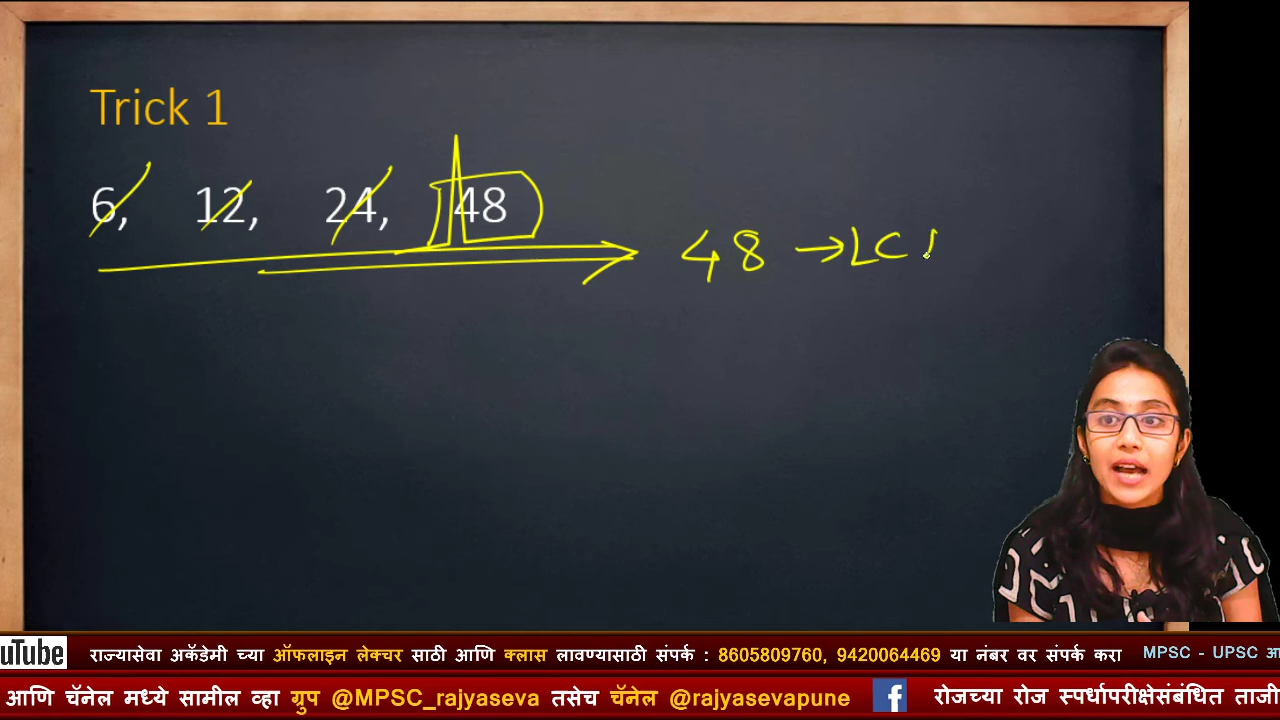 Trick 1
6, 12, 24, 48
48 → LC
uTube राज्यासेवा अकॅडेमी च्या ऑफलाइन लेक्चर साठी आणि क्लास लावण्यासाठी संपर्क : 8605809760, 9420064469 या नंबर वर संपर्क करा MPSC - UPSC अ
आणि चॅनेल मध्ये सामील व्हा ग्रुप @MPSC_rajyaseva तसेच चॅनेल @rajyasevapune f रोजच्या रोज स्पर्धापरीक्षेसंबंधित ताजी